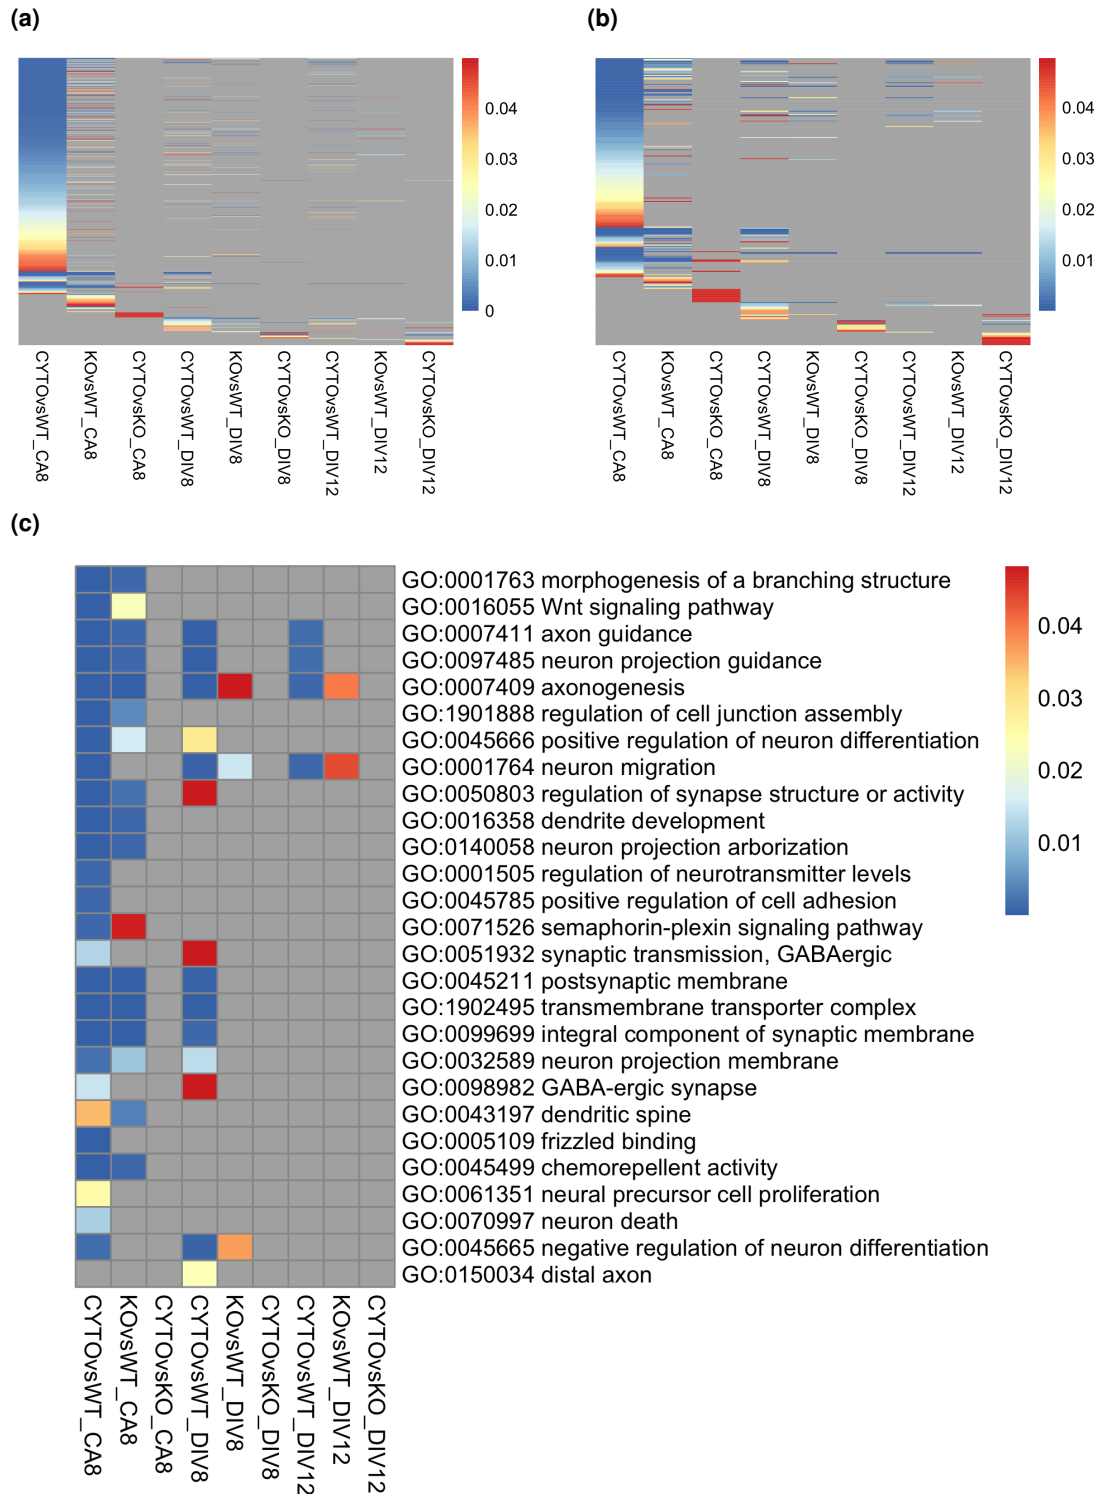 (a)
(b)
0.04
0.03
0.02
0.01
0
0.04
0.03
0.02
0.01
CYTOvsWT_CA8
KOvsWT_CA8
CYTOvsKO_CA8
CYTOvsWT_DIV8
KOvsWT_DIV8
CYTOvsKO_DIV8
CYTOvsWT_DIV12
KOvsWT_DIV12
CYTOvsKO_DIV12
CYTOvsWT_CA8
KOvsWT_CA8
CYTOvsKO_CA8
CYTOvsWT_DIV8
KOvsWT_DIV8
CYTOvsKO_DIV8
CYTOvsWT_DIV12
KOvsWT_DIV12
CYTOvsKO_DIV12
(c)
GO:0001763 morphogenesis of a branching structure
GO:0016055 Wnt signaling pathway
GO:0007411 axon guidance
GO:0097485 neuron projection guidance
GO:0007409 axonogenesis
GO:1901888 regulation of cell junction assembly
GO:0045666 positive regulation of neuron differentiation
GO:0001764 neuron migration
GO:0050803 regulation of synapse structure or activity
GO:0016358 dendrite development
GO:0140058 neuron projection arborization
GO:0001505 regulation of neurotransmitter levels
GO:0045785 positive regulation of cell adhesion
GO:0071526 semaphorin-plexin signaling pathway
GO:0051932 synaptic transmission, GABAergic
GO:0045211 postsynaptic membrane
GO:1902495 transmembrane transporter complex
GO:0099699 integral component of synaptic membrane
GO:0032589 neuron projection membrane
GO:0098982 GABA-ergic synapse
GO:0043197 dendritic spine
GO:0005109 frizzled binding
GO:0045499 chemorepellent activity
GO:0061351 neural precursor cell proliferation
GO:0070997 neuron death
GO:0045665 negative regulation of neuron differentiation
GO:0150034 distal axon
0.04
0.03
0.02
0.01
CYTOvsWT_CA8
KOvsWT_CA8
CYTOvsKO_CA8
CYTOvsWT_DIV8
KOvsWT_DIV8
CYTOvsKO_DIV8
CYTOvsWT_DIV12
KOvsWT_DIV12
CYTOvsKO_DIV12